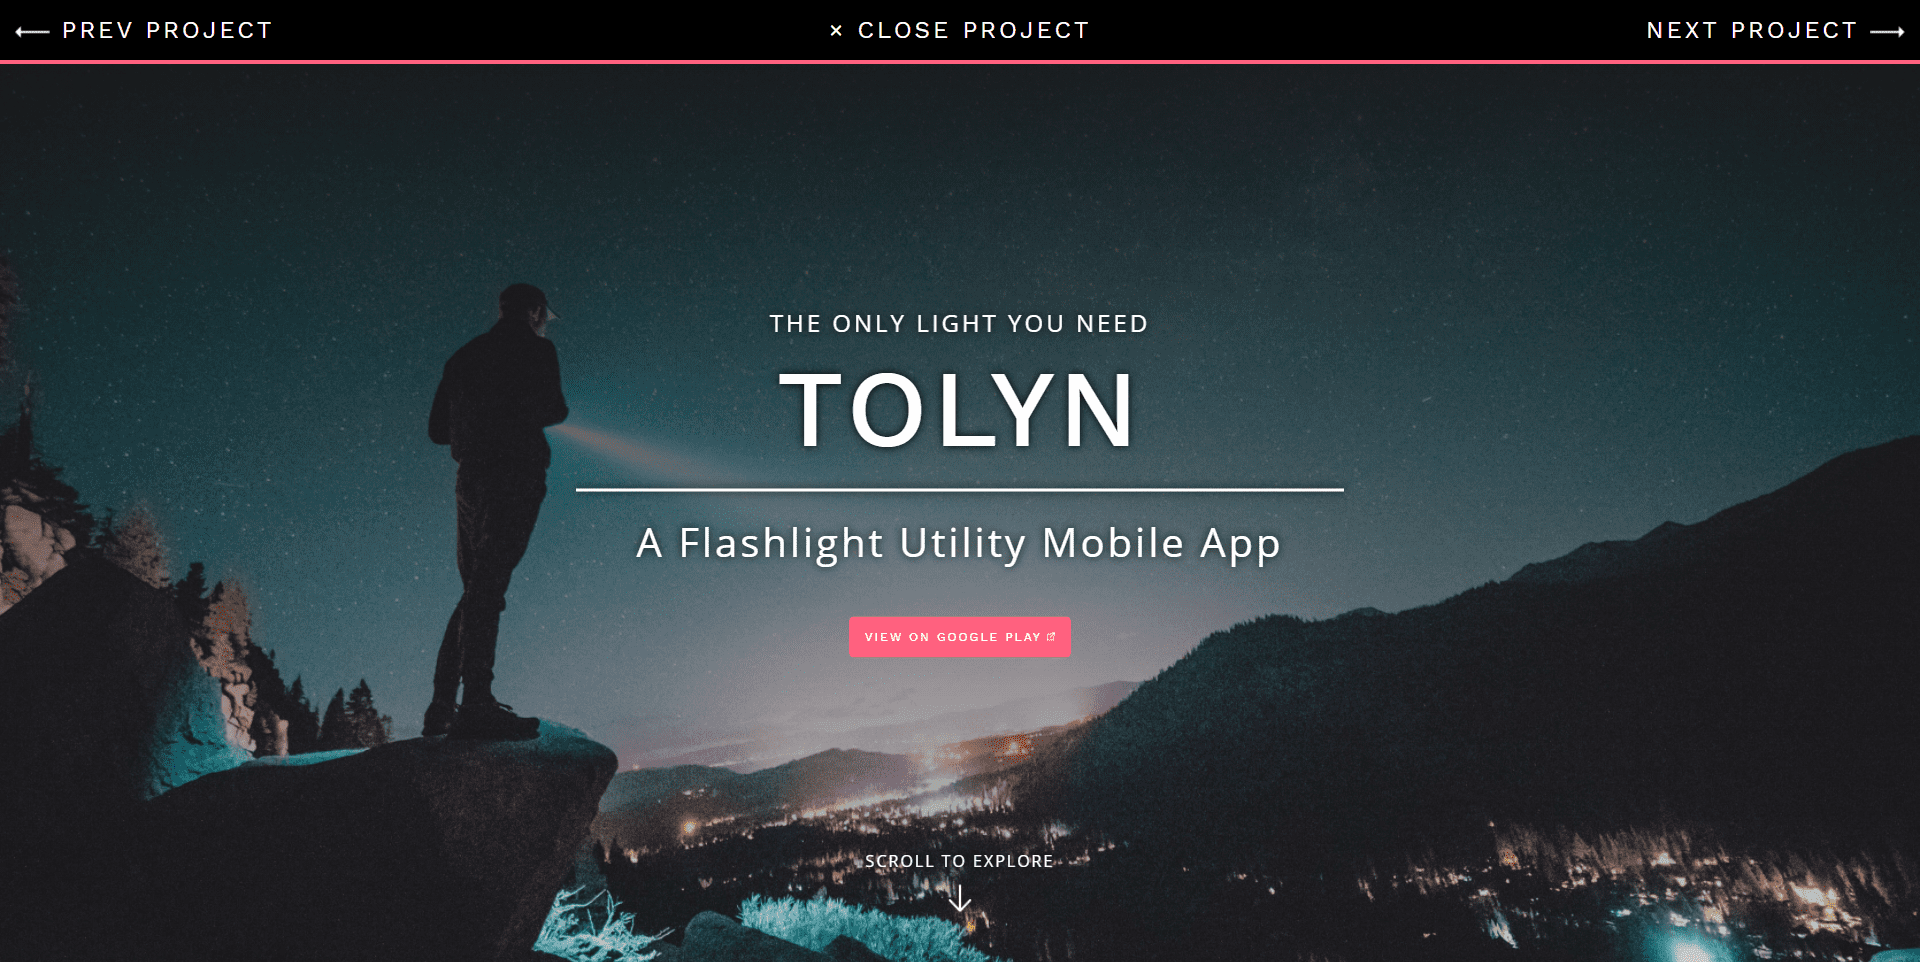 PREV PROJECT
× CLOSE PROJECT
NEXT PROJECT
THE ONLY LIGHT YOU NEED
TOLYN
A Flashlight Utility Mobile App
VIEW ON GOOGLE PLAY
SCROLL TO EXPLORE